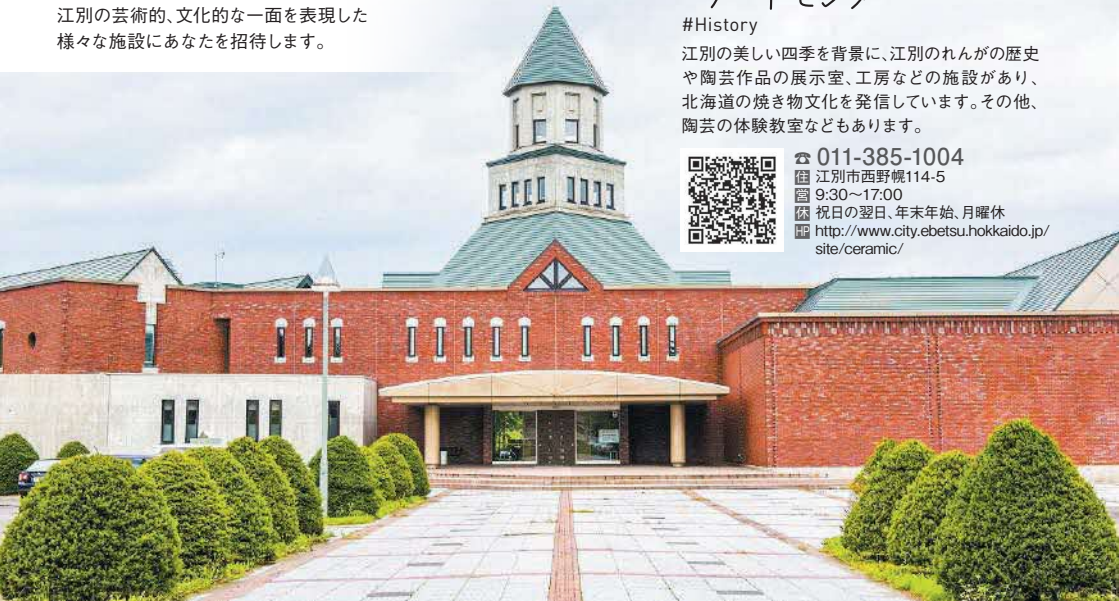 江別の芸術的、文化的な一面を表現した
様々な施設にあなたを招待します。
#History
江別の美しい四季を背景に、江別のれんがの歴史
や陶芸作品の展示室、工房などの施設があり、
北海道の焼き物文化を発信しています。その他、
陶芸の体験教室などもあります。
☎ 011-385-1004
住 江別市西野幌114-5
営 9:30～17:00
休 祝日の翌日、年末年始、月曜休
HP http://www.city.ebetsu.hokkaido.jp/
site/ceramic/